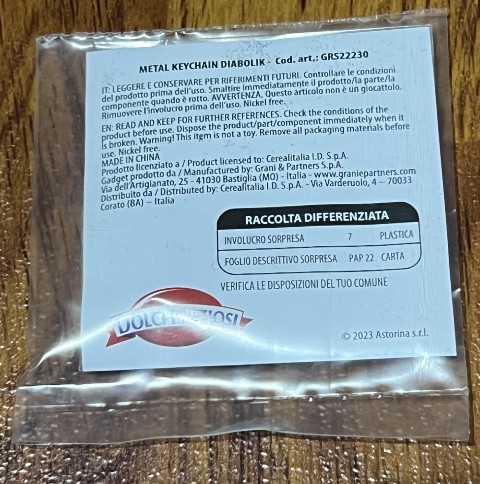 METAL KEYCHAIN DIABOLIK - Cod. art.: GRS22230
IT: LEGGERE E CONSERVARE PER RIFERIMENTI FUTURI. Controllare le condizioni
del prodotto prima dell'uso. Smaltire immediatamente il prodotto/la parte/la
componente quando è rotto. AVVERTENZA. Questo articolo non è un giocattolo.
Rimuovere l'involucro prima dell'uso. Nickel free.
EN: READ AND KEEP FOR FURTHER REFERENCES. Check the conditions of the
product before use. Dispose the product/part/component immediately when it
is broken. Warning! This item is not a toy. Remove all packaging materials before
use. Nickel free.
MADE IN CHINA
Prodotto licenziato a / Product licensed to: Cerealitalia I.D. S.p.A.
Gadget prodotto da / Manufactured by: Grani & Partners S.p.A.
Via dell'Artigianato, 25 - 41030 Bastiglia (MO) - Italia - www.graniepartners.com
Distribuito da / Distributed by: Cerealitalia I.D. S.p.A. - Via Varderuolo, 4 – 70033
Corato (BA) – Italia
RACCOLTA DIFFERENZIATA
INVOLUCRO SORPRESA 7 PLASTICA
FOGLIO DESCRITTIVO SORPRESA PAP 22 CARTA
VERIFICA LE DISPOSIZIONI DEL TUO COMUNE
© 2023 Astorina s.r.l.